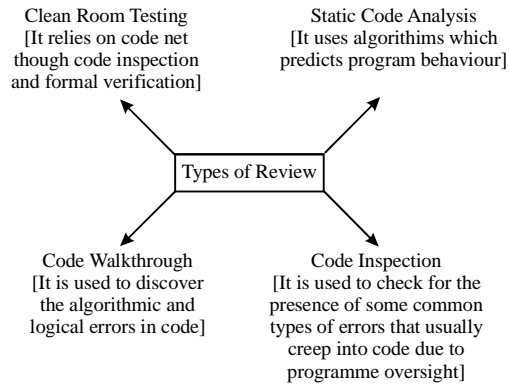 Clean Room Testing
[It relies on code net
though code inspection
and formal verification]
Static Code Analysis
[It uses algorithims which
predicts program behaviour]
Types of Review
Code Walkthrough
[It is used to discover
the algorithmic and
logical errors in code]
Code Inspection
[It is used to check for the
presence of some common
types of errors that usually
creep into code due to
programme oversight]